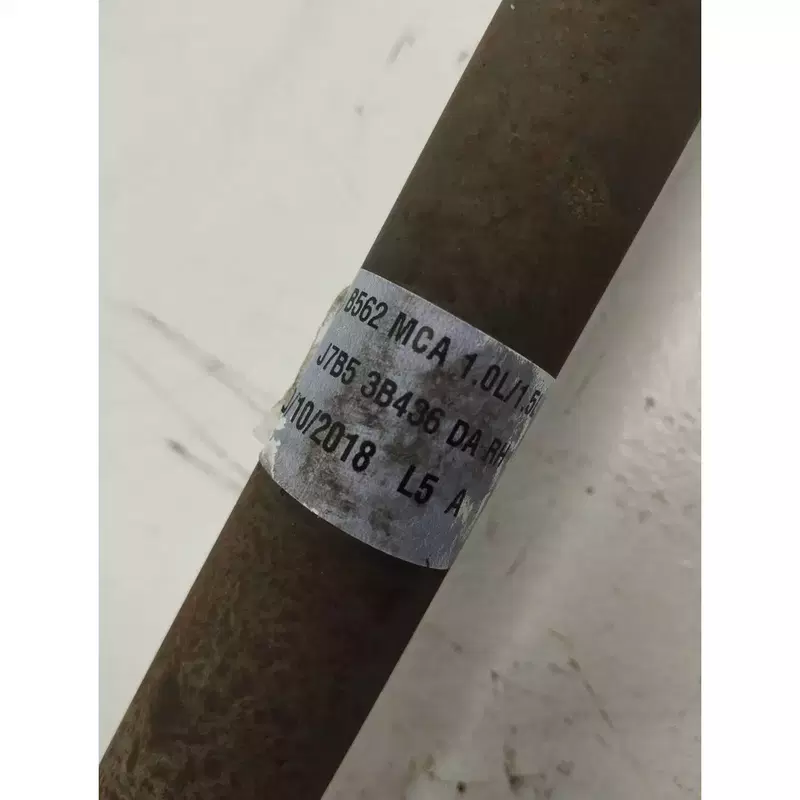 B562 MCA 1.0L/1.5
J7B5 3B436 DA RH
/10/2018 L5 A